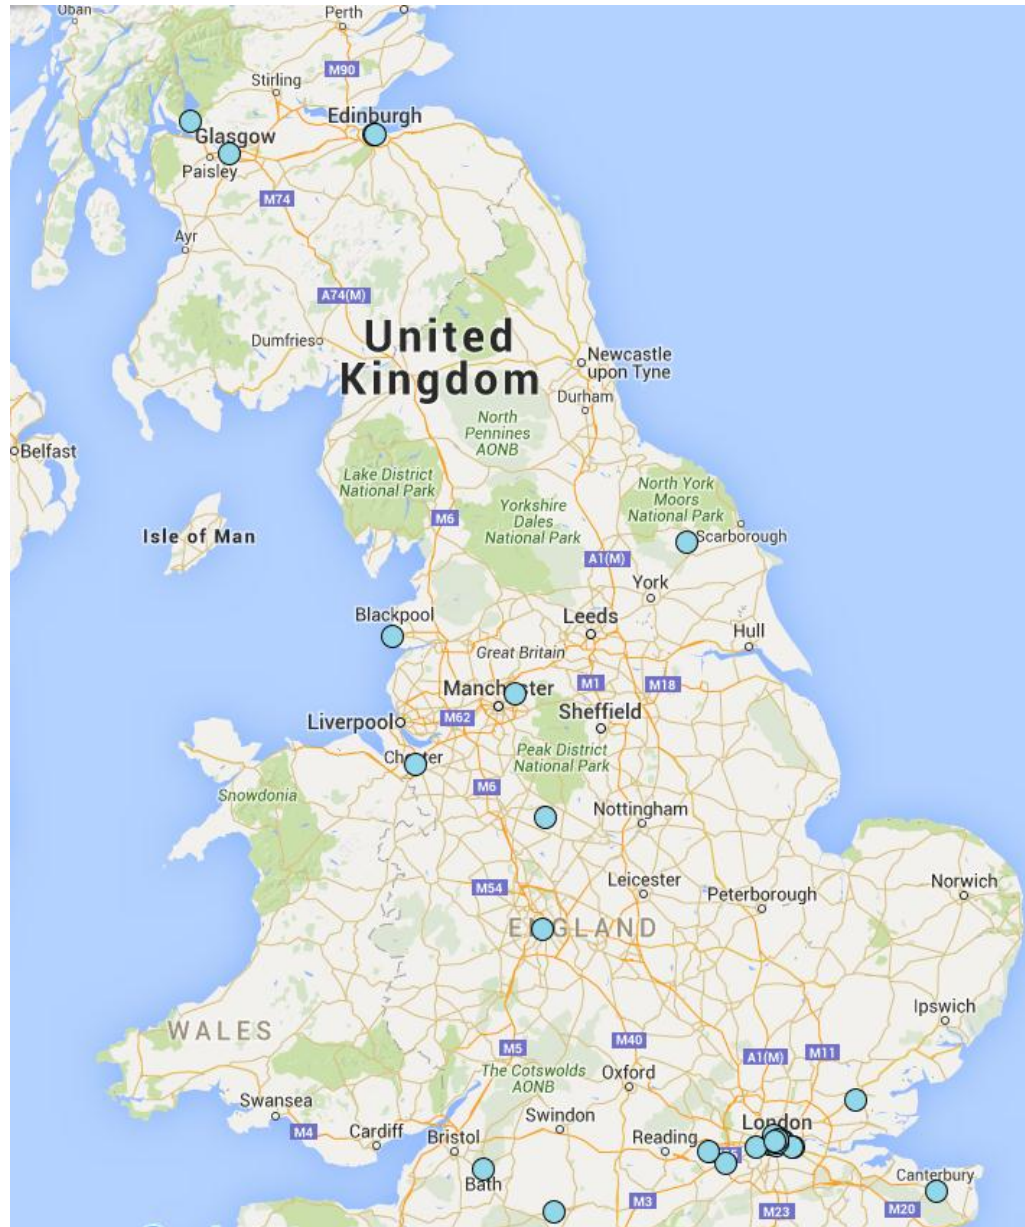 Oban
Perth
M90
Stirling
Edinburgh
Glasgow
Paisley
M74
Ayr
A74(M)
United
Kingdom
Dumfries
Newcastle
upon Tyne
Durham
North
Pennines
AONB
Belfast
Lake District
National Park
North York
Moors
National Park
Yorkshire
Dales
National Park
M6
Isle of Man
Scarborough
A1(M)
York
Blackpool
Leeds
Hull
Great Britain
M1
M18
Manchester
Liverpool
M62
Sheffield
Chester
Peak District
National Park
M6
Snowdonia
Nottingham
M54
Leicester
Peterborough
Norwich
ENGLAND
Ipswich
WALES
M40
M5
A1(M)
M11
The Cotswolds
AONB
Oxford
Swansea
Swindon
London
M4
Cardiff
Bristol
Reading
Bath
Canterbury
M3
M20
M23